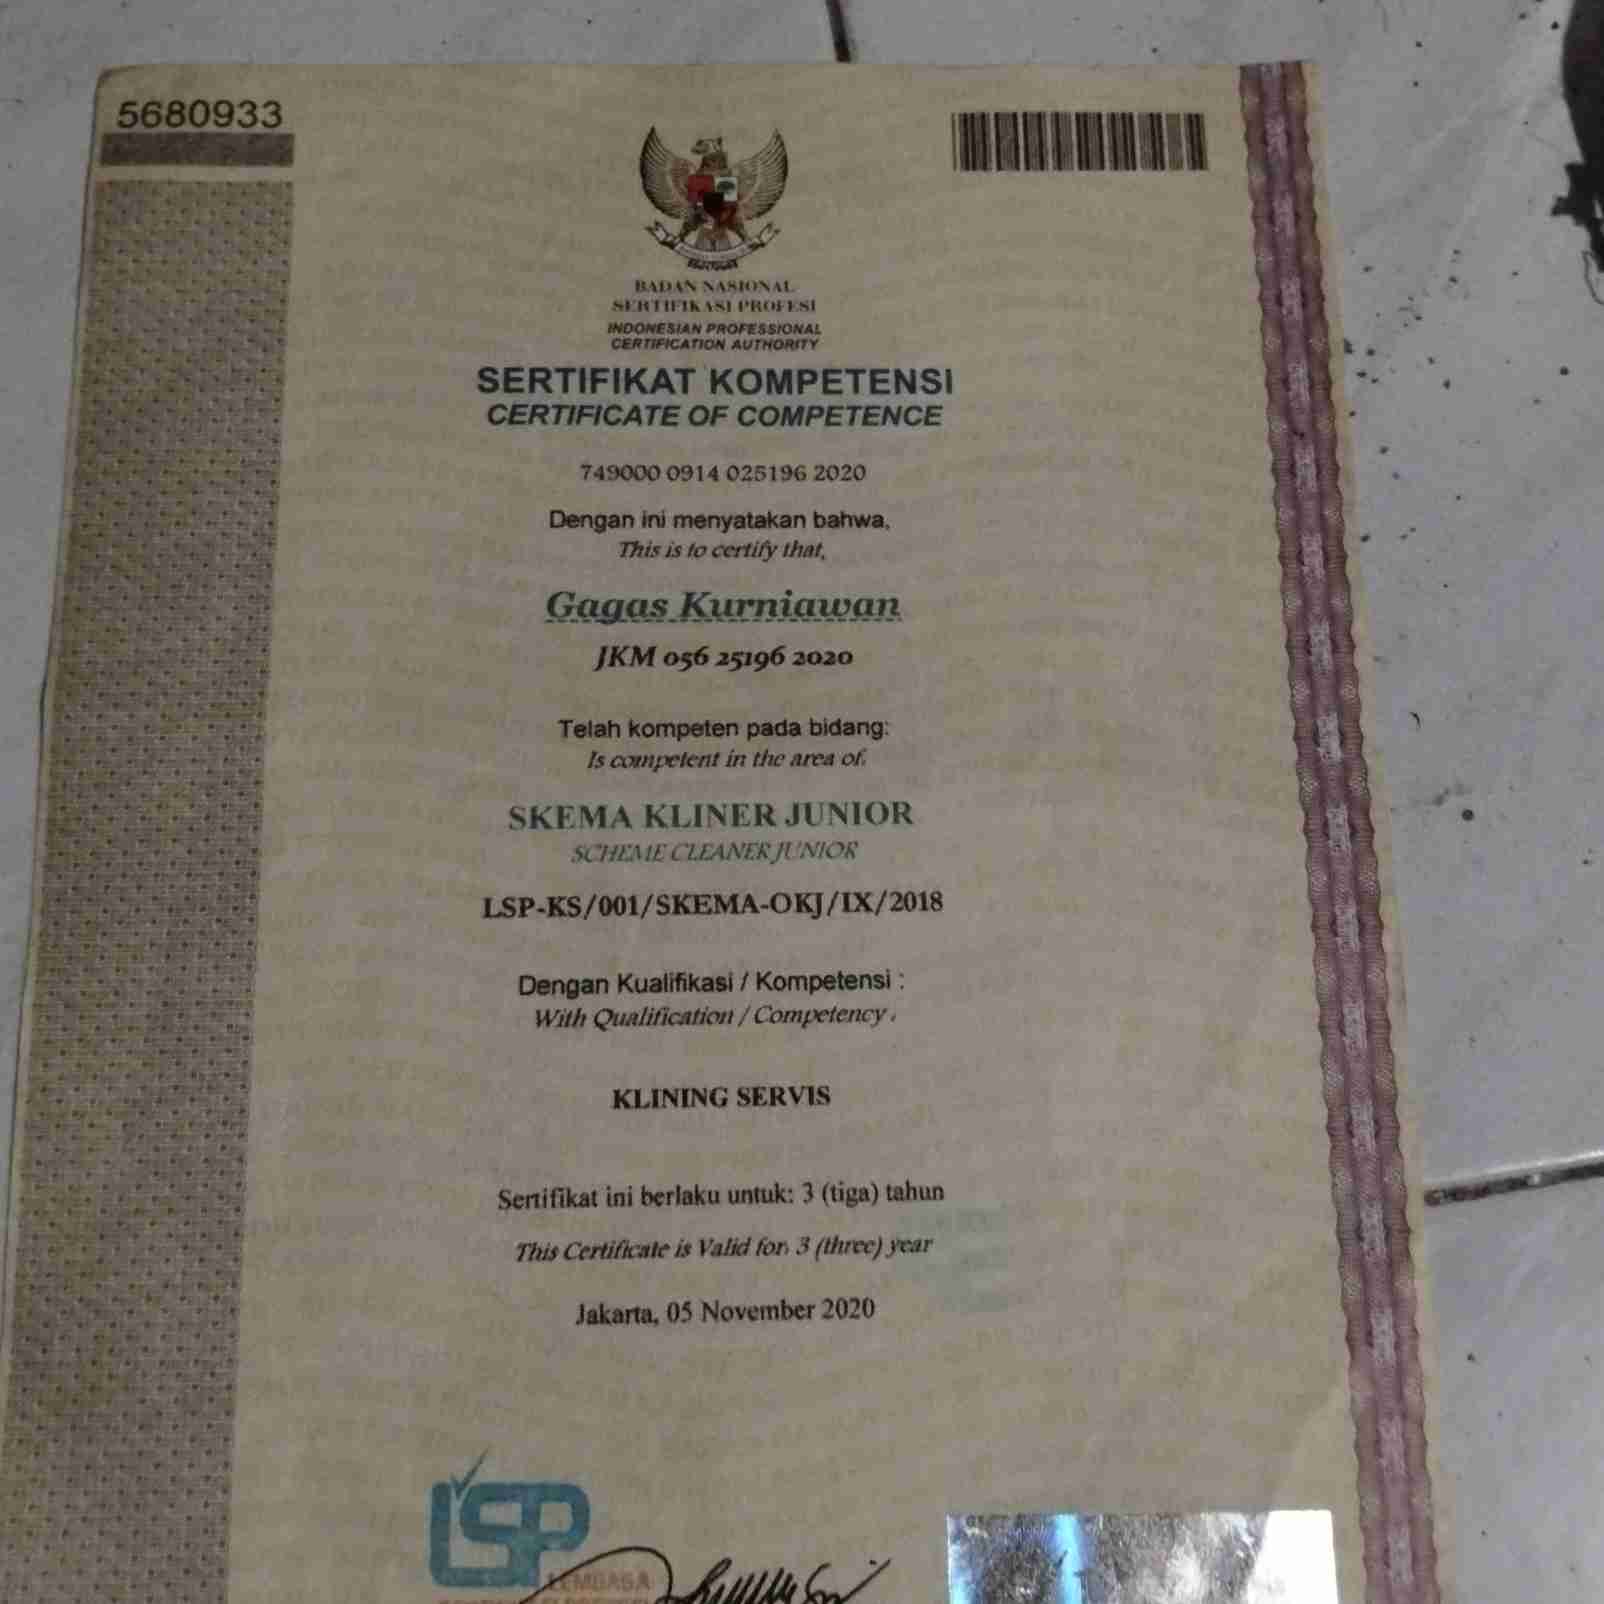 5680933
BADAN NASIONAL
SERTIFIKASI PROFESI
INDONESIAN PROFESSIONAL
CERTIFICATION AUTHORITY
SERTIFIKAT KOMPETENSI
CERTIFICATE OF COMPETENCE
749000 0914 025196 2020
Dengan ini menyatakan bahwa,
This is to certify that,
Gagas Kurniawan
JKM 056 25196 2020
Telah kompeten pada bidang:
Is competent in the area of:
SKEMA KLINER JUNIOR
SCHEME CLEANER JUNIOR
LSP-KS/001/SKEMA-OKJ/IX/2018
Dengan Kualifikasi / Kompetensi :
With Qualification / Competency :
KLINING SERVIS
Sertifikat ini berlaku untuk: 3 (tiga) tahun
This Certificate is Valid for: 3 (three) year
Jakarta, 05 November 2020
LSP
LEMBAGA